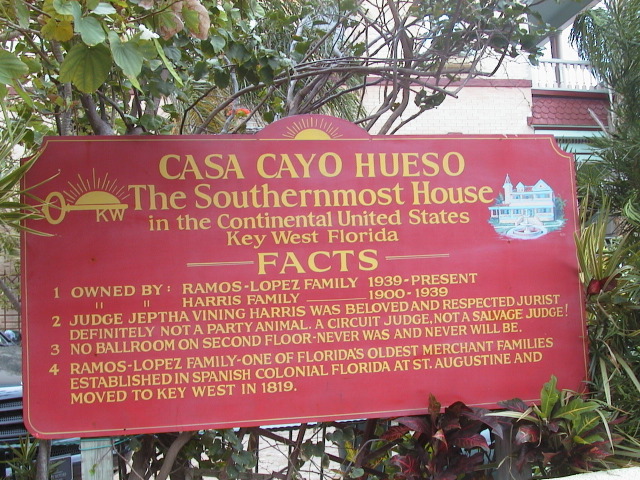 CASA CAYO HUESO
The Southernmost House
KW
in the Continental United States
Key West Florida
FACTS
1 OWNED BY: RAMOS-LOPEZ FAMILY 1939-PRESENT
" " HARRIS FAMILY 1900-1939
2 JUDGE JEPTHA VINING HARRIS WAS BELOVED AND RESPECTED JURIST
DEFINITELY NOT A PARTY ANIMAL. A CIRCUIT JUDGE, NOT A SALVAGE JUDGE!
3 NO BALLROOM ON SECOND FLOOR-NEVER WAS AND NEVER WILL BE.
4 RAMOS-LOPEZ FAMILY-ONE OF FLORIDA'S OLDEST MERCHANT FAMILIES
ESTABLISHED IN SPANISH COLONIAL FLORIDA AT ST. AUGUSTINE AND
MOVED TO KEY WEST IN 1819.